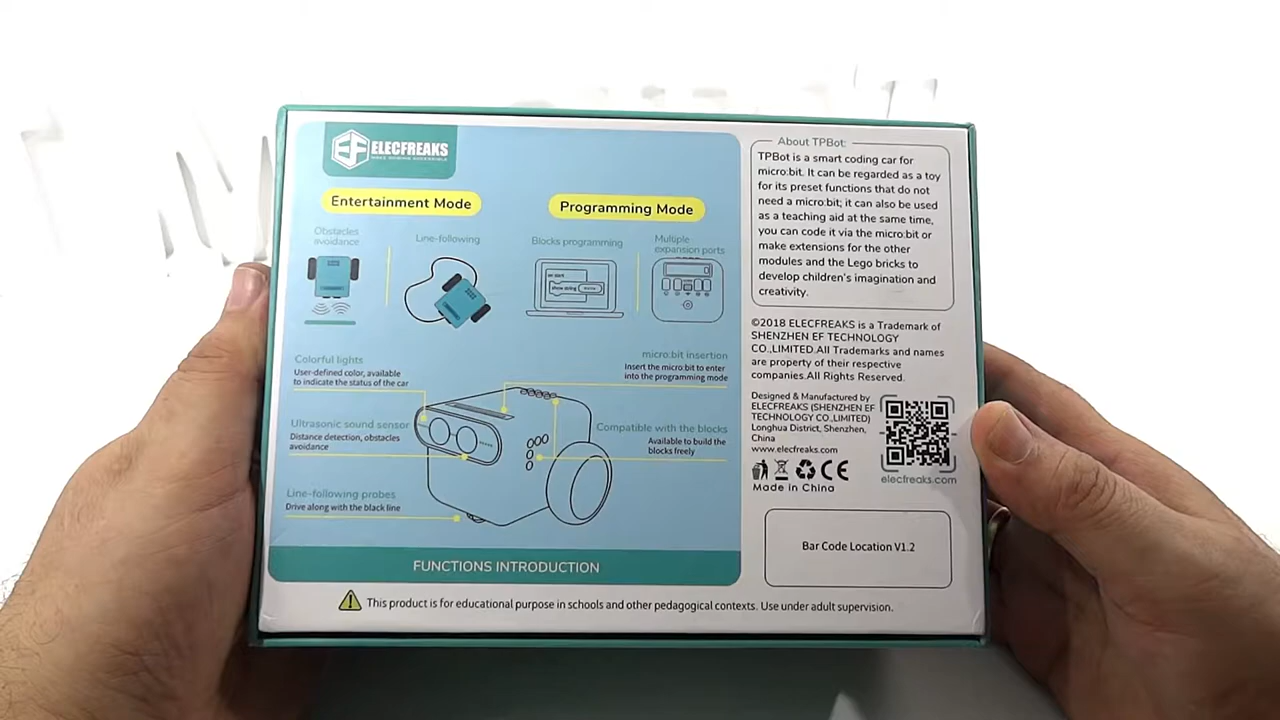 ELECFREAKS
Entertainment Mode
Programming Mode
Obstacles
avoidance
Line-following
Blocks programming
Multiple
expansion ports
on start
show string
Colorful lights
User-defined color, available
to indicate the status of the car
micro:bit insertion
Insert the micro:bit to enter
into the programming mode
Ultrasonic sound sensor
Distance detection, obstacles
avoidance
Compatible with the blocks
Available to build the
blocks freely
Line-following probes
Drive along with the black line
FUNCTIONS INTRODUCTION
This product is for educational purpose in schools and other pedagogical contexts. Use under adult supervision.
About TPBot:
TPBot is a smart coding car for
micro:bit. It can be regarded as a toy
for its preset functions that do not
need a micro:bit; it can also be used
as a teaching aid at the same time,
you can code it via the micro:bit or
make extensions for the other
modules and the Lego bricks to
develop children's imagination and
creativity.
©2018 ELECFREAKS is a Trademark of
SHENZHEN EF TECHNOLOGY
CO.,LIMITED.All Trademarks and names
are property of their respective
companies.All Rights Reserved.
Designed & Manufactured by
ELECFREAKS (SHENZHEN EF
TECHNOLOGY CO.,LIMITED)
Longhua District, Shenzhen,
China
www.elecfreaks.com
CE
Made in China
elecfreaks.com
Bar Code Location V1.2